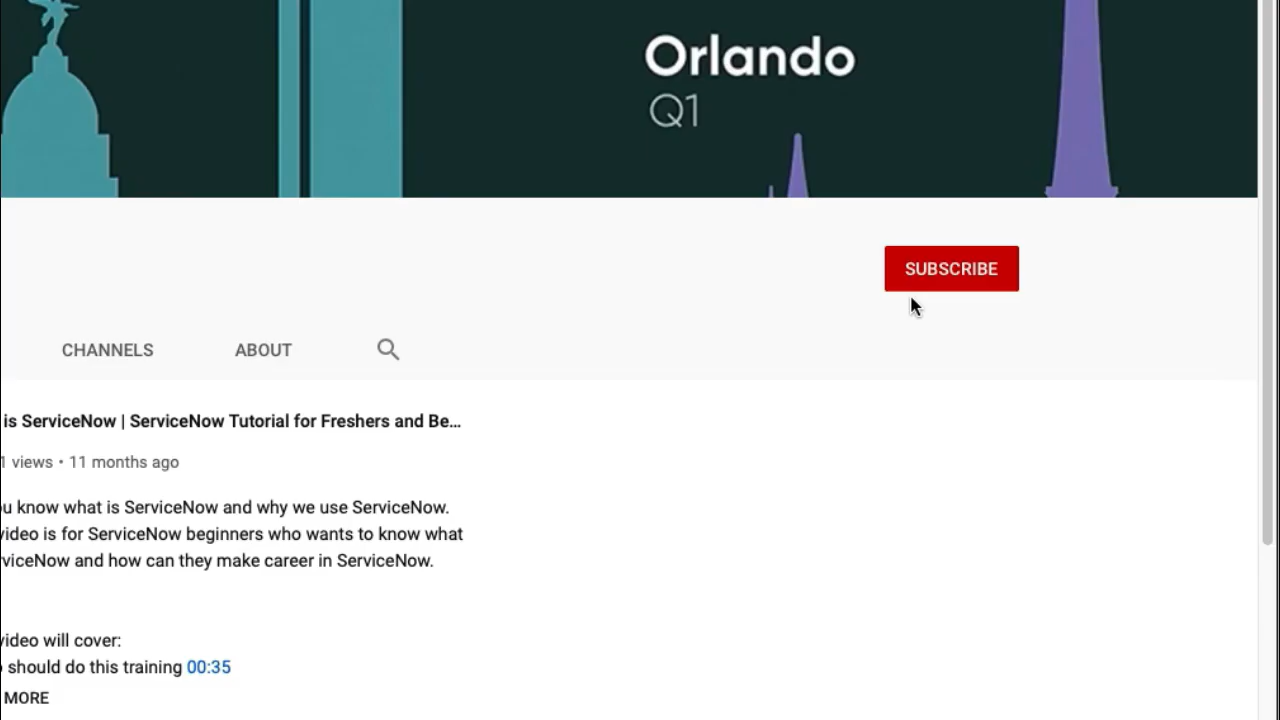 Orlando
Q1
SUBSCRIBE
CHANNELS ABOUT
is ServiceNow | ServiceNow Tutorial for Freshers and Be...
1 views • 11 months ago
u know what is ServiceNow and why we use ServiceNow.
video is for ServiceNow beginners who wants to know what
rviceNow and how can they make career in ServiceNow.
video will cover:
should do this training 00:35
MORE